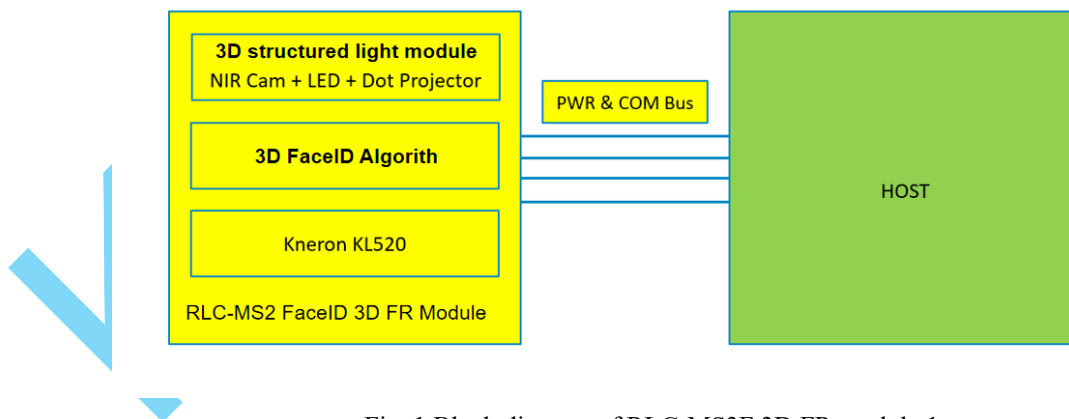 3D structured light module
NIR Cam + LED + Dot Projector
3D FaceID Algorith
Kneron KL520
RLC-MS2 FaceID 3D FR Module
PWR & COM Bus
HOST